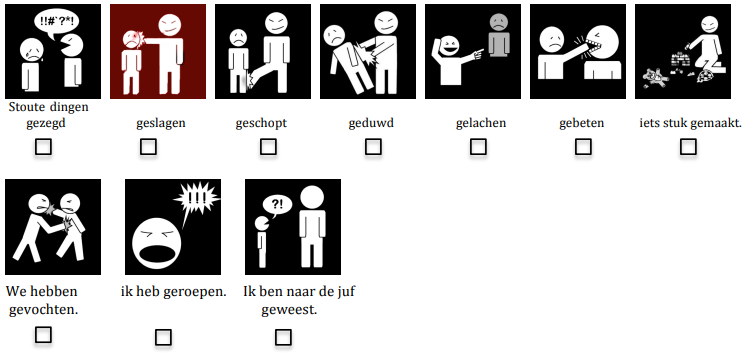 !!#`?*!
Stoute dingen
gezegd
geslagen
geschopt
geduwd
gelachen
gebeten
iets stuk gemaakt.
!!!
?!
We hebben
gevochten.
ik heb geroepen.
Ik ben naar de juf
geweest.